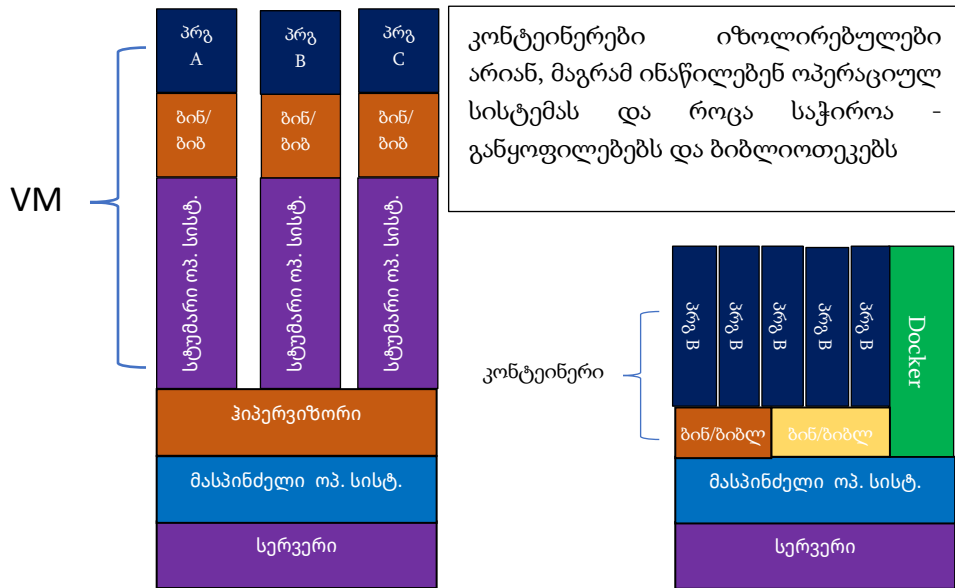 პრგ
A
პრგ
B
პრგ
C
ბინ/
ბიბ
ბინ/
ბიბ
ბინ/
ბიბ
სტუმარი ოპ. სისტ.
სტუმარი ოპ. სისტ.
სტუმარი ოპ. სისტ.
VM
ჰიპერვიზორი
მასპინძელი ოპ. სისტ.
სერვერი
კონტეინერები იზოლირებულები
არიან, მაგრამ ინაწილებენ ოპერაციულ
სისტემას და როცა საჭიროა -
განყოფილებებს და ბიბლიოთეკებს
პრგ B
პრგ B
პრგ B
პრგ B
პრგ B
Docker
კონტეინერი
ბინ/ბიბლ
ბინ/ბიბლ
მასპინძელი ოპ. სისტ.
სერვერი